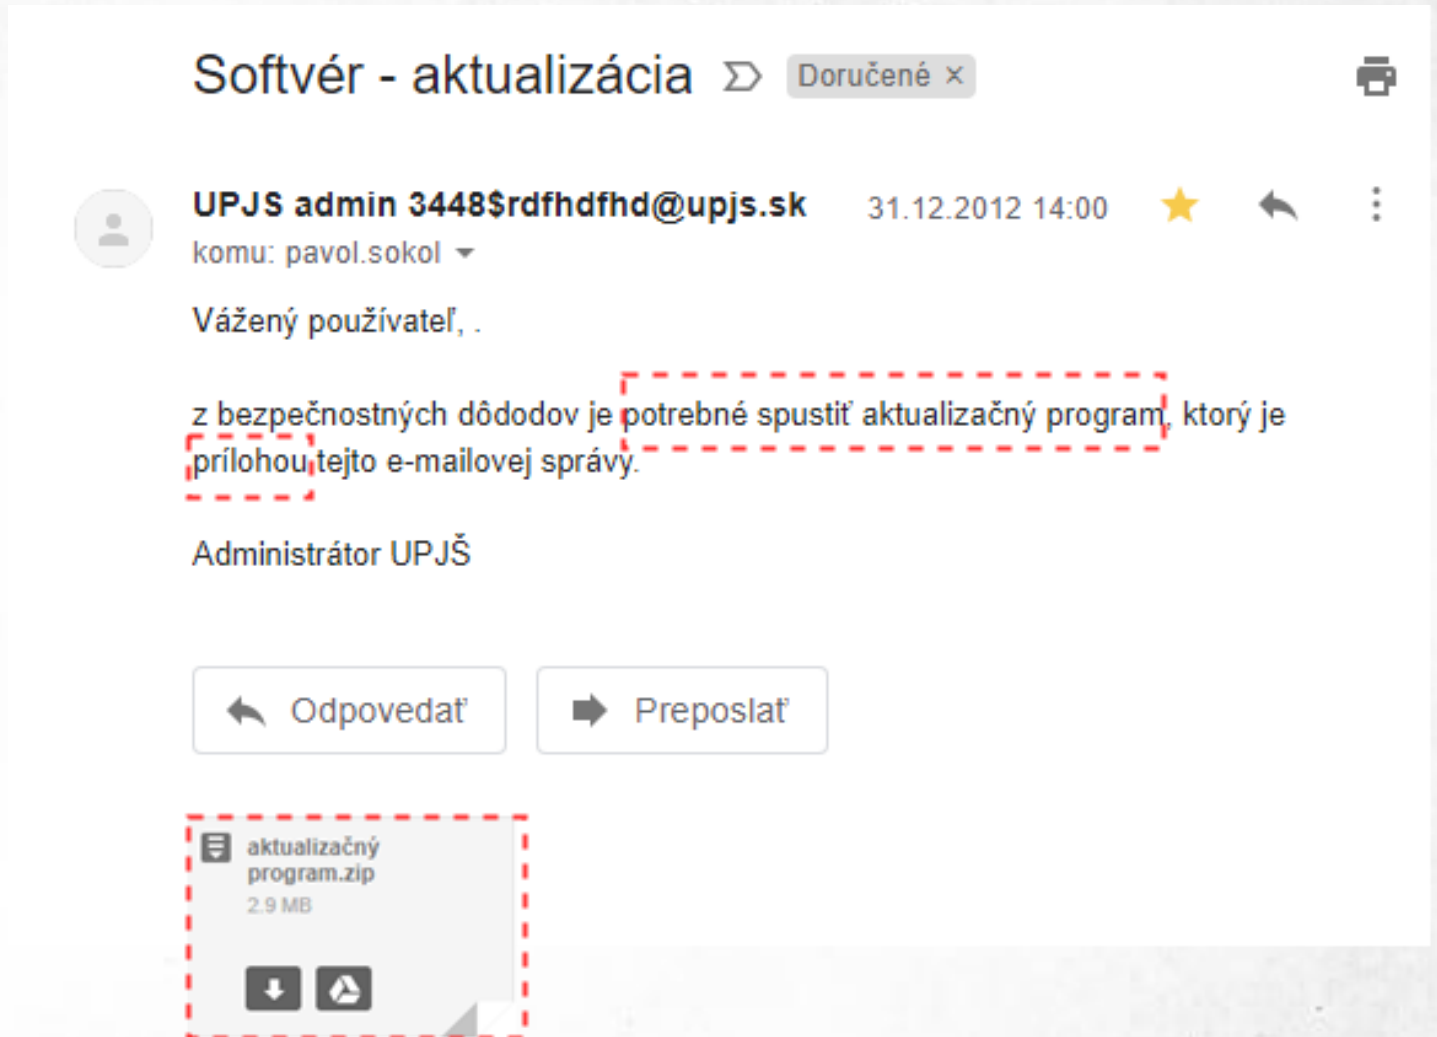 Softvér - aktualizácia Doručené ×
UPJS admin 3448$rdfhdfhd@upjs.sk 31.12.2012 14:00
komu: pavol.sokol
Vážený používateľ, .
z bezpečnostných dôdodov je potrebné spustiť aktualizačný program, ktorý je
prílohou tejto e-mailovej správy.
Administrátor UPJŠ
Odpovedať Preposlať
aktualizačný
program.zip
2.9 MB